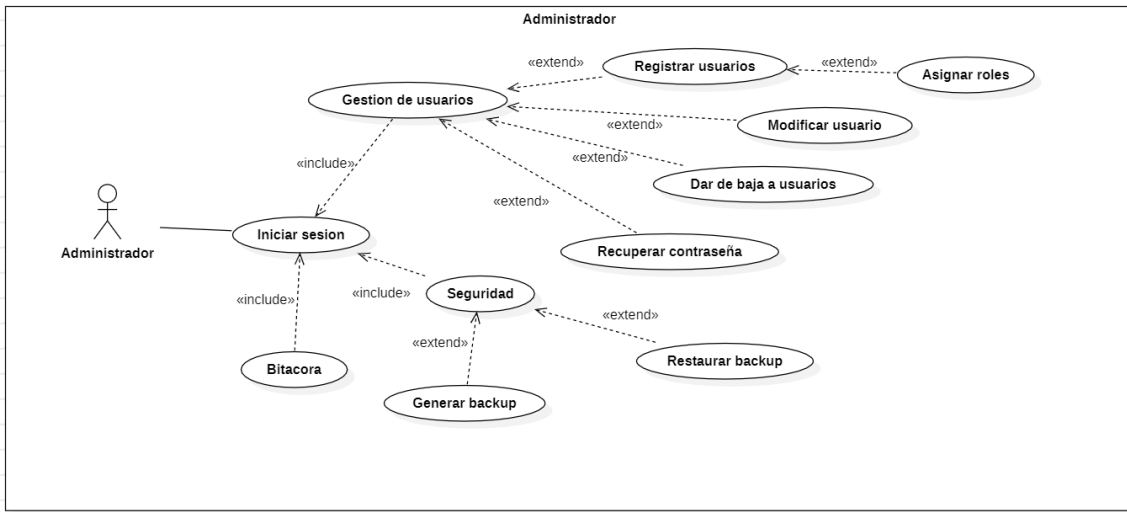 Administrador
«extend»
Registrar usuarios
«extend»
Asignar roles
Gestion de usuarios
«extend»
Modificar usuario
«include»
«extend»
Dar de baja a usuarios
«extend»
Administrador
Iniciar sesion
Recuperar contraseña
«include»
«include»
Seguridad
«extend»
«extend»
Bitacora
Restaurar backup
Generar backup